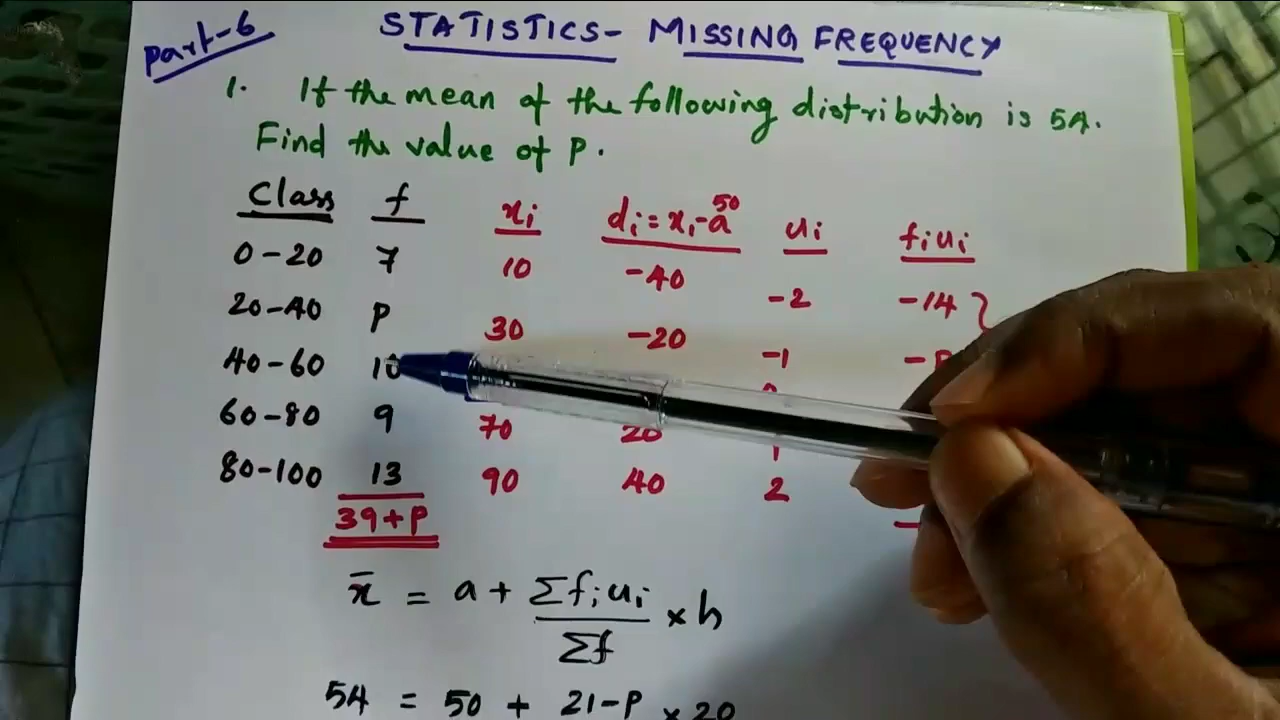 Part-6
STATISTICS- MISSING FREQUENCY
1. If the mean of the following distribution is 54.
Find the value of P.
Class f xi di = xi-a 50 ui fiui
0-20 7 10 -40 -2 -14
20-40 P 30 -20 -1
40-60 10
60-80 9 70 20 1
80-100 13 90 40 2
39+P
x̄ = a + Σfiui/Σf × h
54 = 50 + 21-P × 20